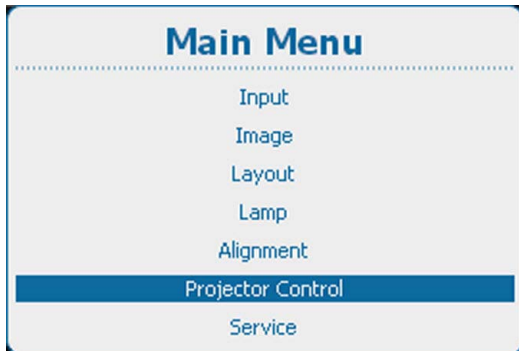 Main Menu
Input
Image
Layout
Lamp
Alignment
Projector Control
Service